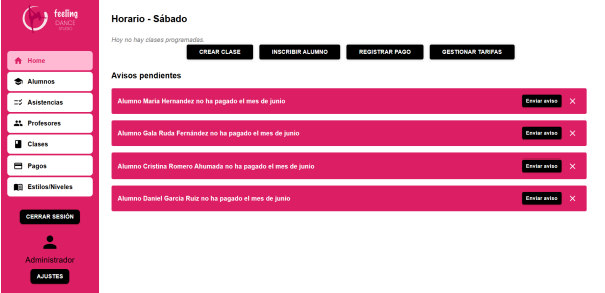 feeling
DANCE
STUDIO
Home
Alumnos
Asistencias
Profesores
Clases
Pagos
Estilos/Niveles
CERRAR SESIÓN
Administrador
AJUSTES
Horario - Sábado
Hoy no hay clases programadas.
CREAR CLASE
INSCRIBIR ALUMNO
REGISTRAR PAGO
GESTIONAR TARIFAS
Avisos pendientes
Alumno Maria Hernandez no ha pagado el mes de junio
Enviar aviso
Alumno Gala Ruda Fernández no ha pagado el mes de junio
Enviar aviso
Alumno Cristina Romero Ahumada no ha pagado el mes de junio
Enviar aviso
Alumno Daniel García Ruiz no ha pagado el mes de junio
Enviar aviso